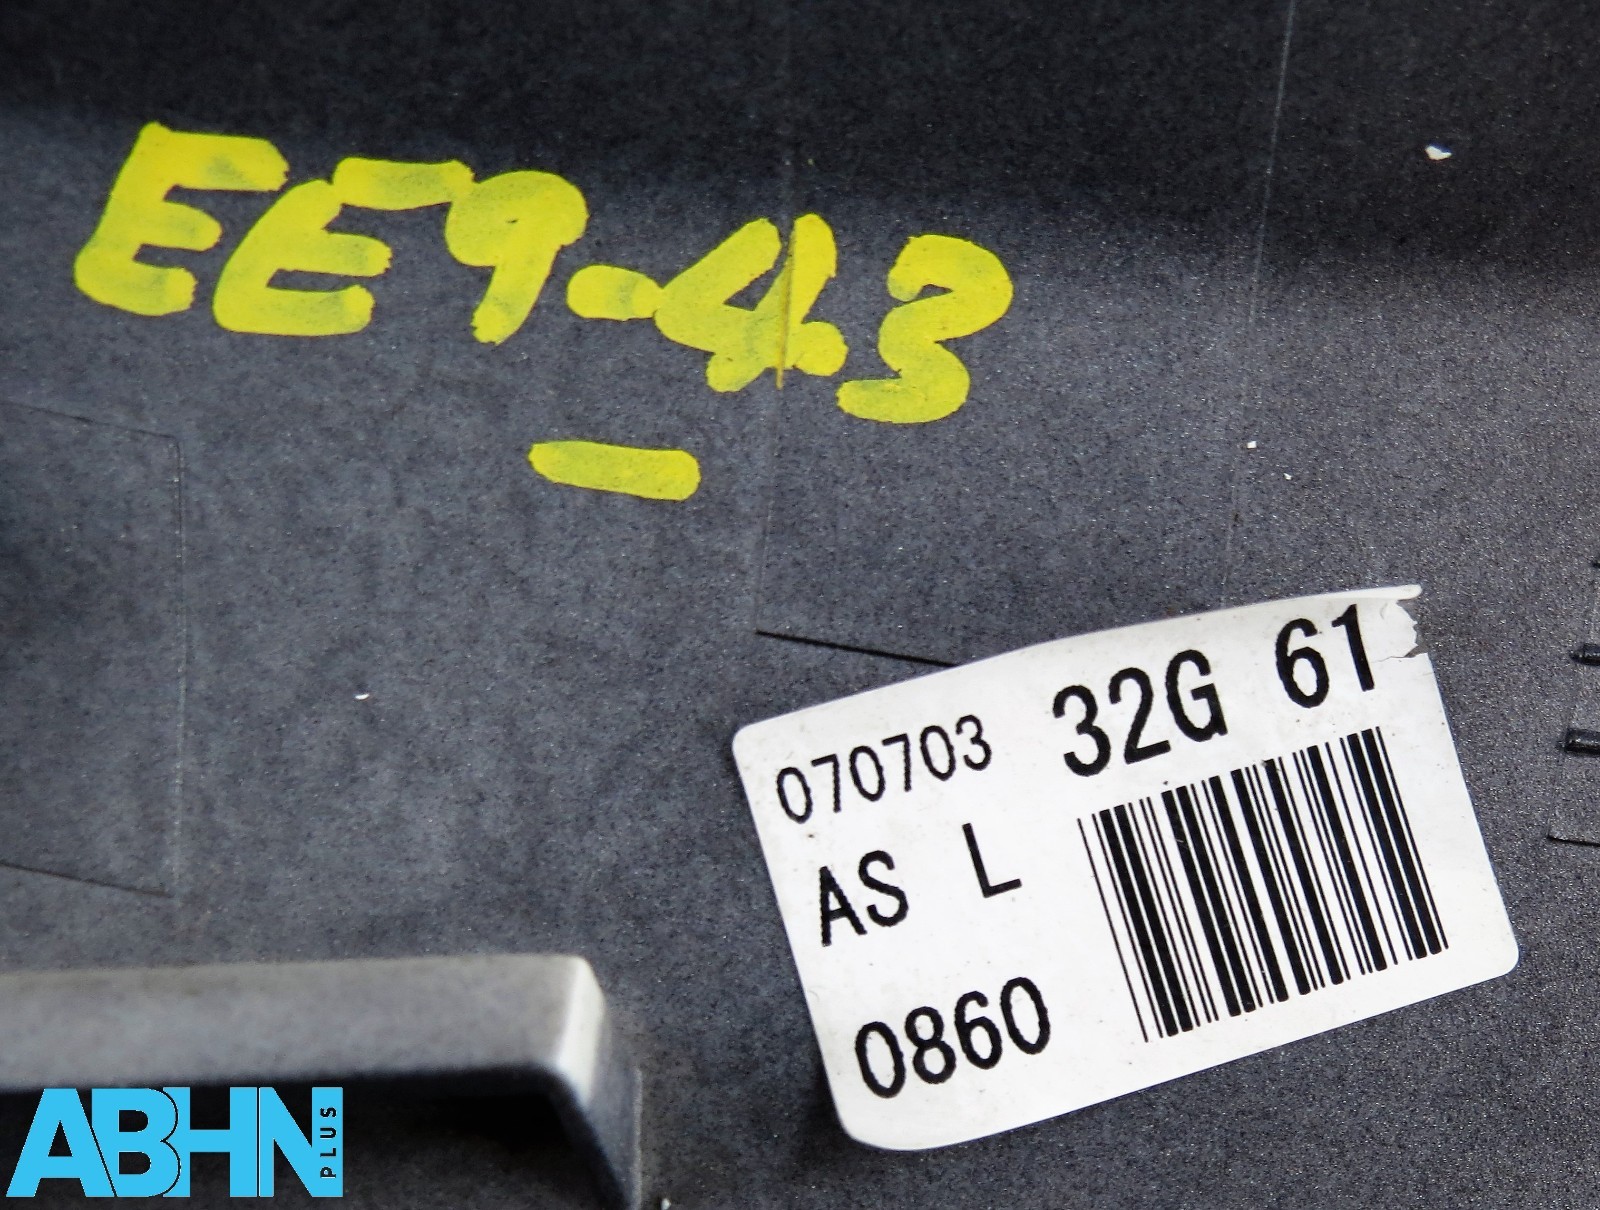 EE9-43
070703 32G 61
AS L
0860
ABHN PLUS